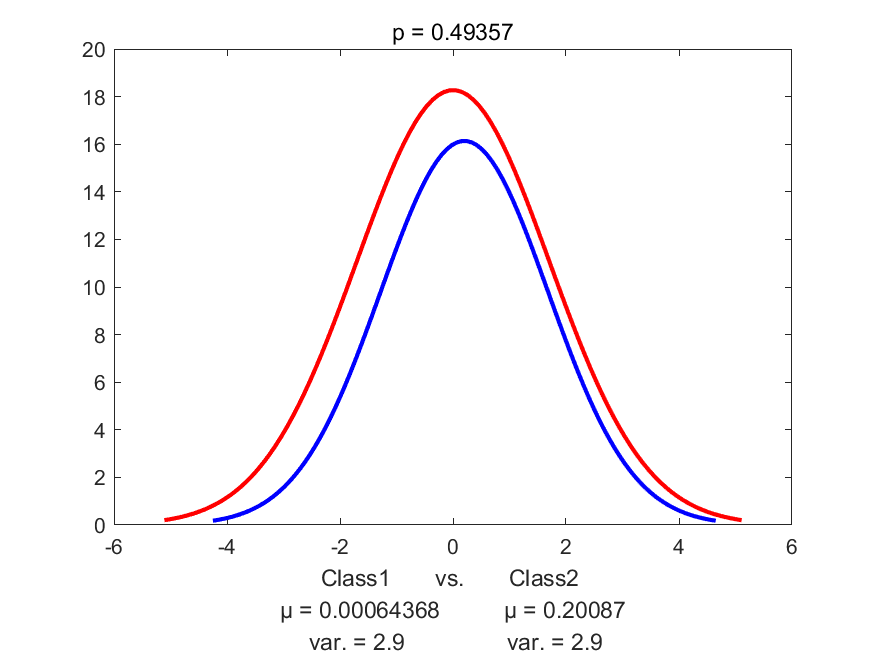 p = 0.49357
20
18
16
14
12
10
8
6
4
2
0
-6 -4 -2 0 2 4 6
Class1 vs. Class2
μ = 0.00064368 μ = 0.20087
var. = 2.9 var. = 2.9